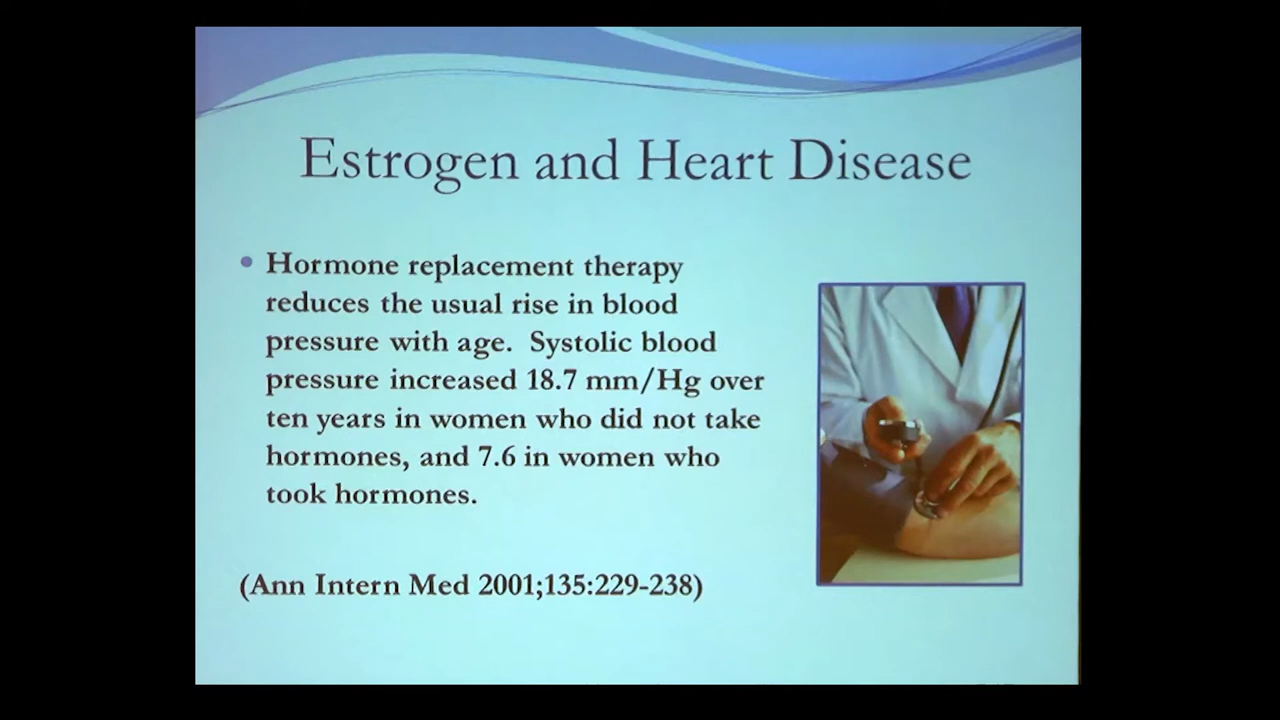 Estrogen and Heart Disease
• Hormone replacement therapy
reduces the usual rise in blood
pressure with age.  Systolic blood
pressure increased 18.7 mm/Hg over
ten years in women who did not take
hormones, and 7.6 in women who
took hormones.
(Ann Intern Med 2001;135:229-238)